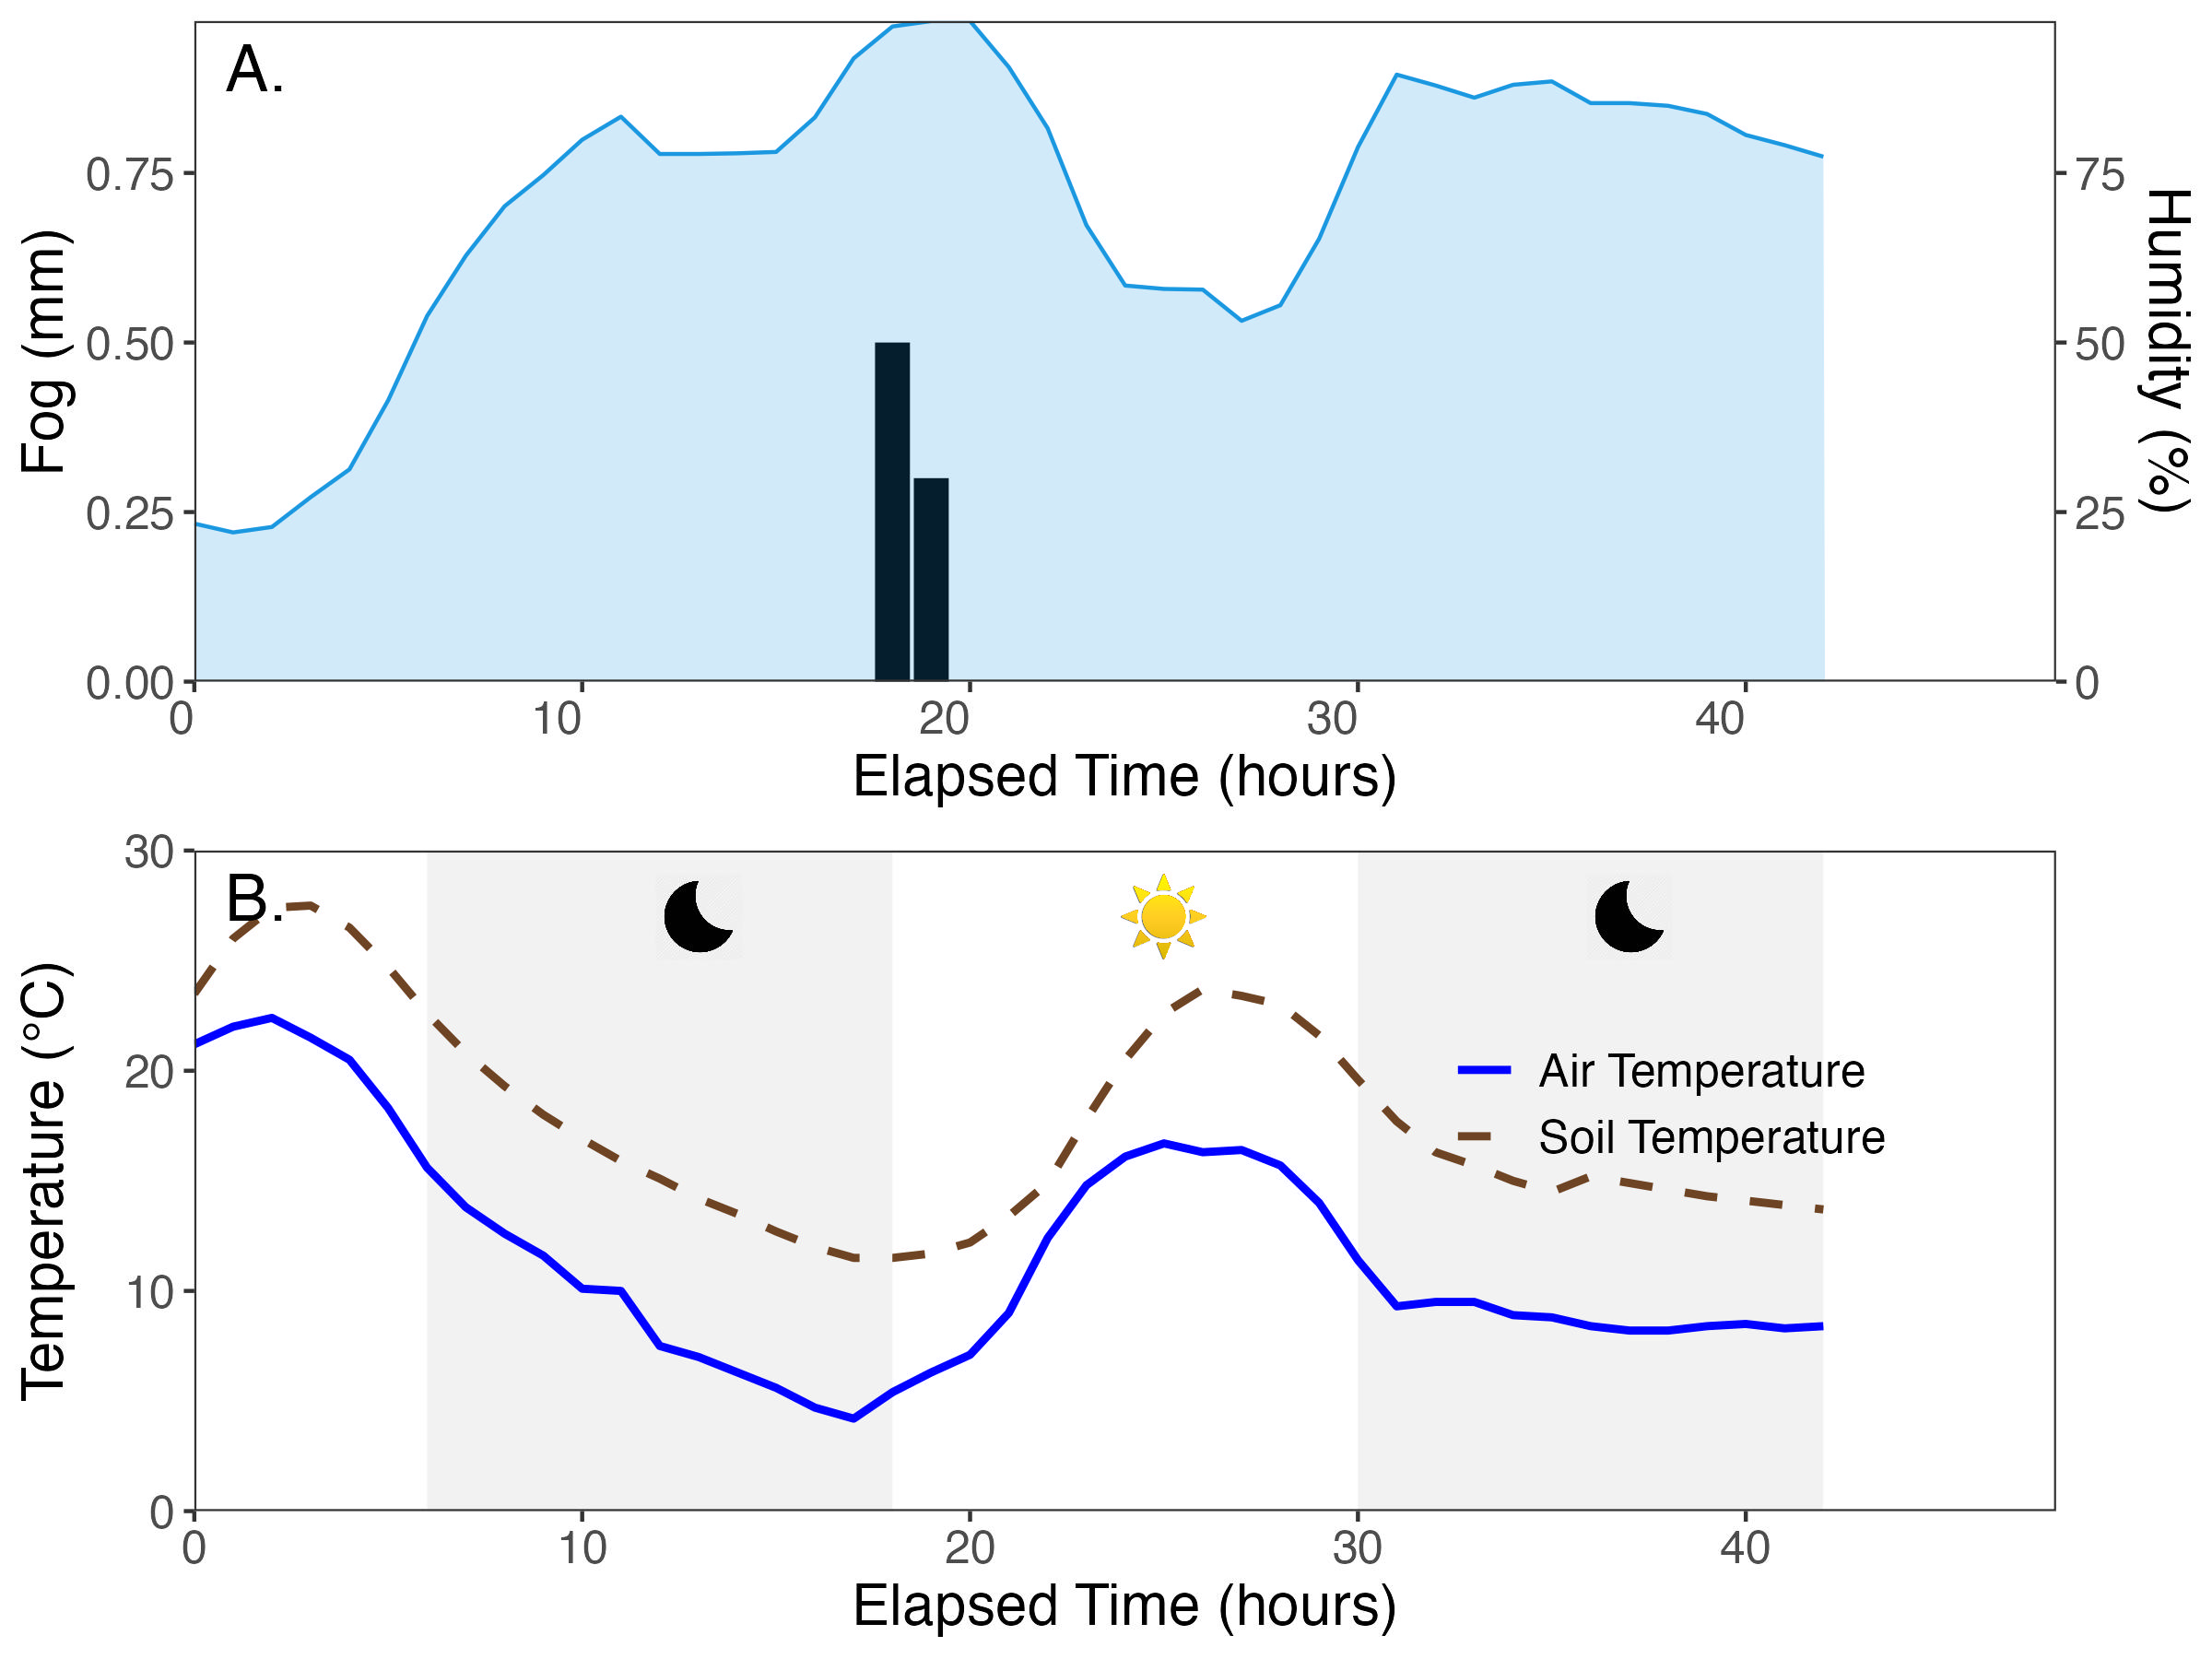 A.
0.75
0.50
0.25
0.00
Fog (mm)
75
50
25
0
Humidity (%)
0 10 20 30 40
Elapsed Time (hours)
B.
30
20
10
0
Temperature (°C)
Air Temperature
Soil Temperature
0 10 20 30 40
Elapsed Time (hours)